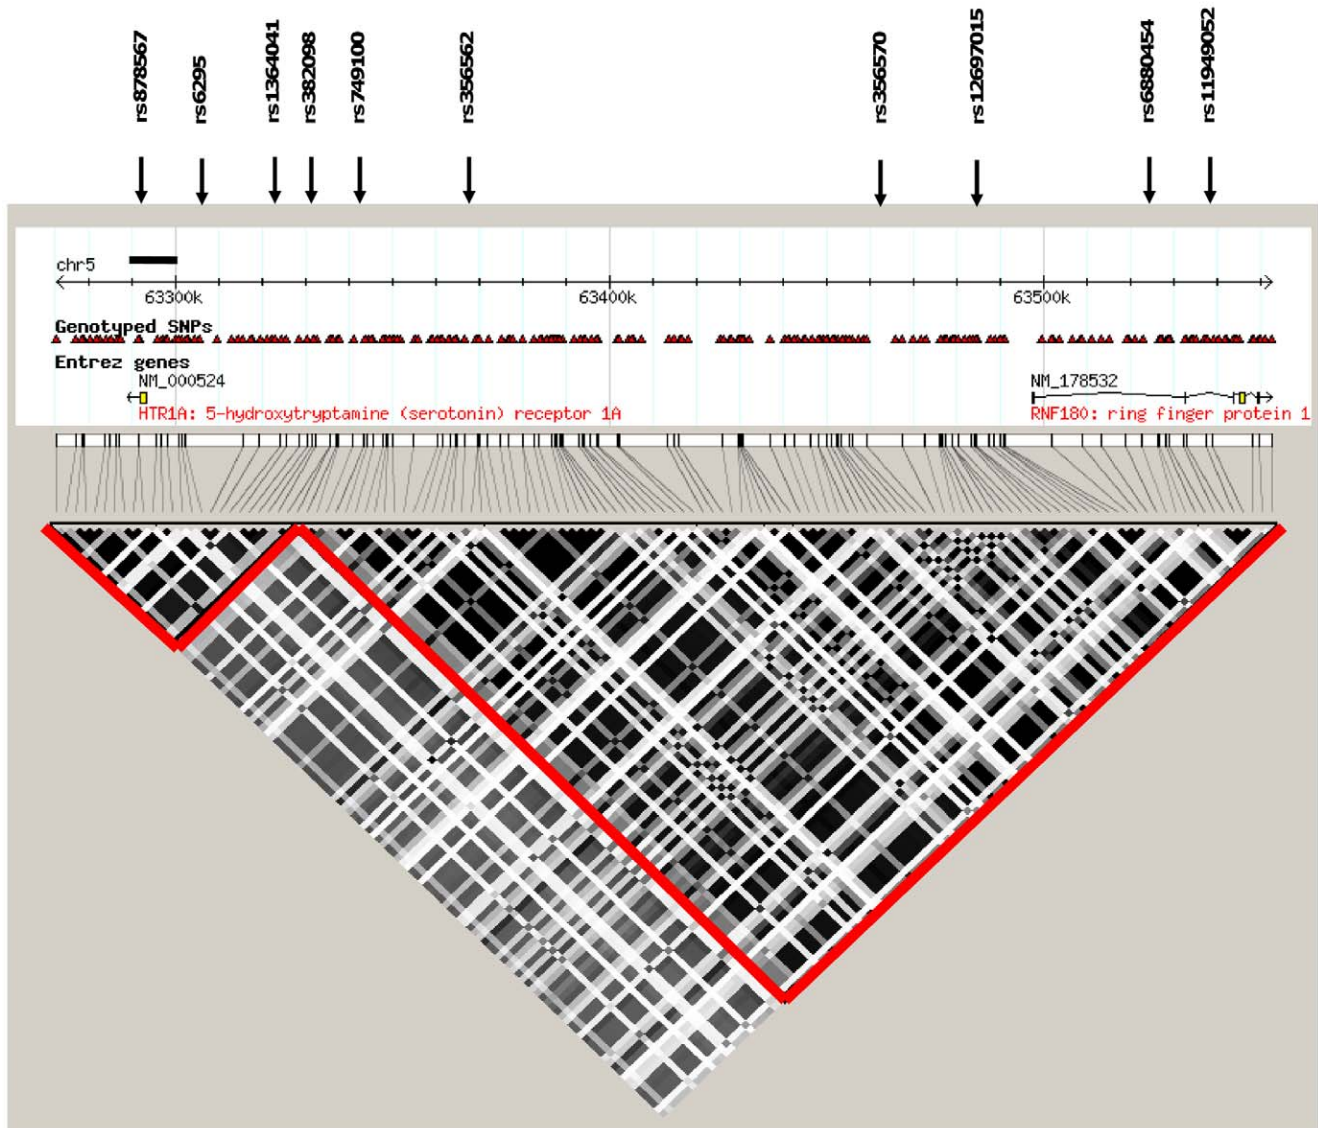 rs878567
rs6295
rs1364041
rs382098
rs749100
rs356562
rs356570
rs12697015
rs6880454
rs11949052
chr5
63300k
63400k
63500k
Genotyped SNPs
Entrez genes
NM_000524
NM_178532
HTR1A: 5-hydroxytryptamine (serotonin) receptor 1A
RNF180: ring finger protein 1